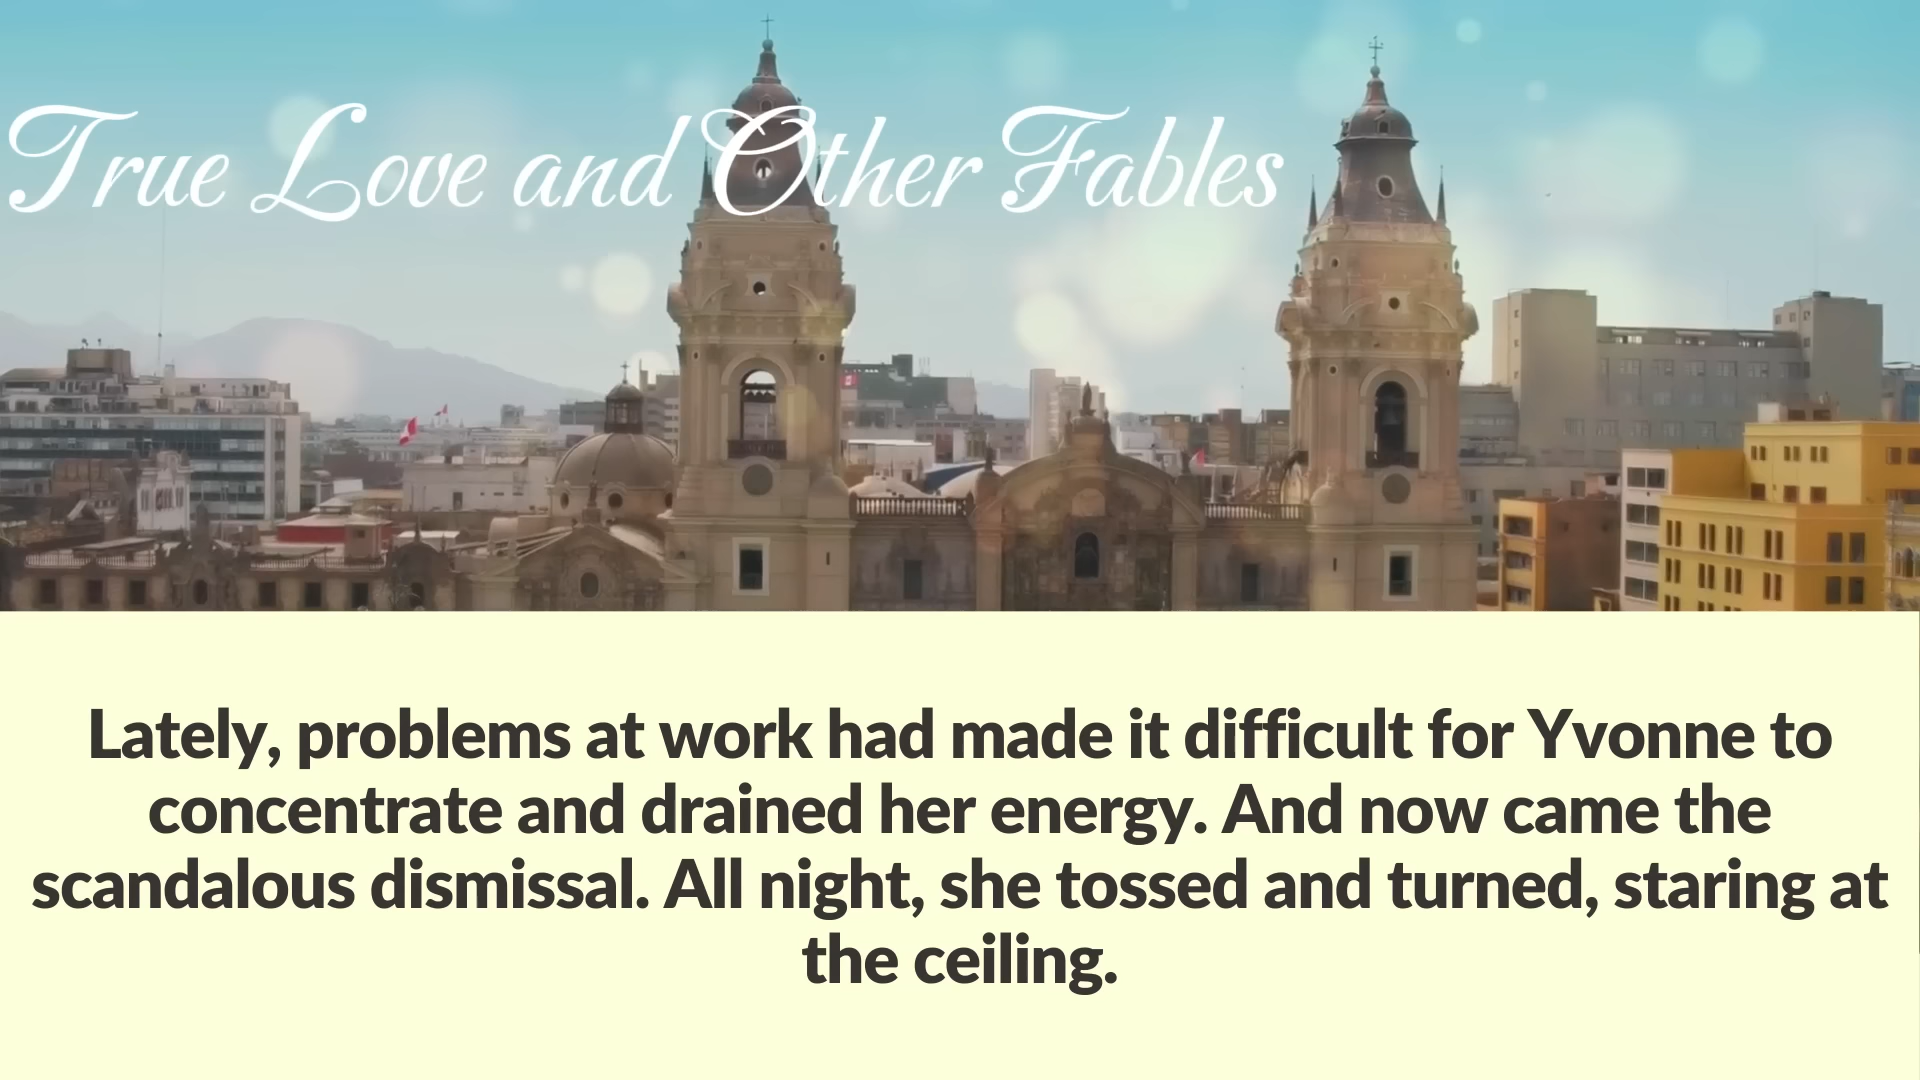 True Love and Other Fables
Lately, problems at work had made it difficult for Yvonne to
concentrate and drained her energy. And now came the
scandalous dismissal. All night, she tossed and turned, staring at
the ceiling.